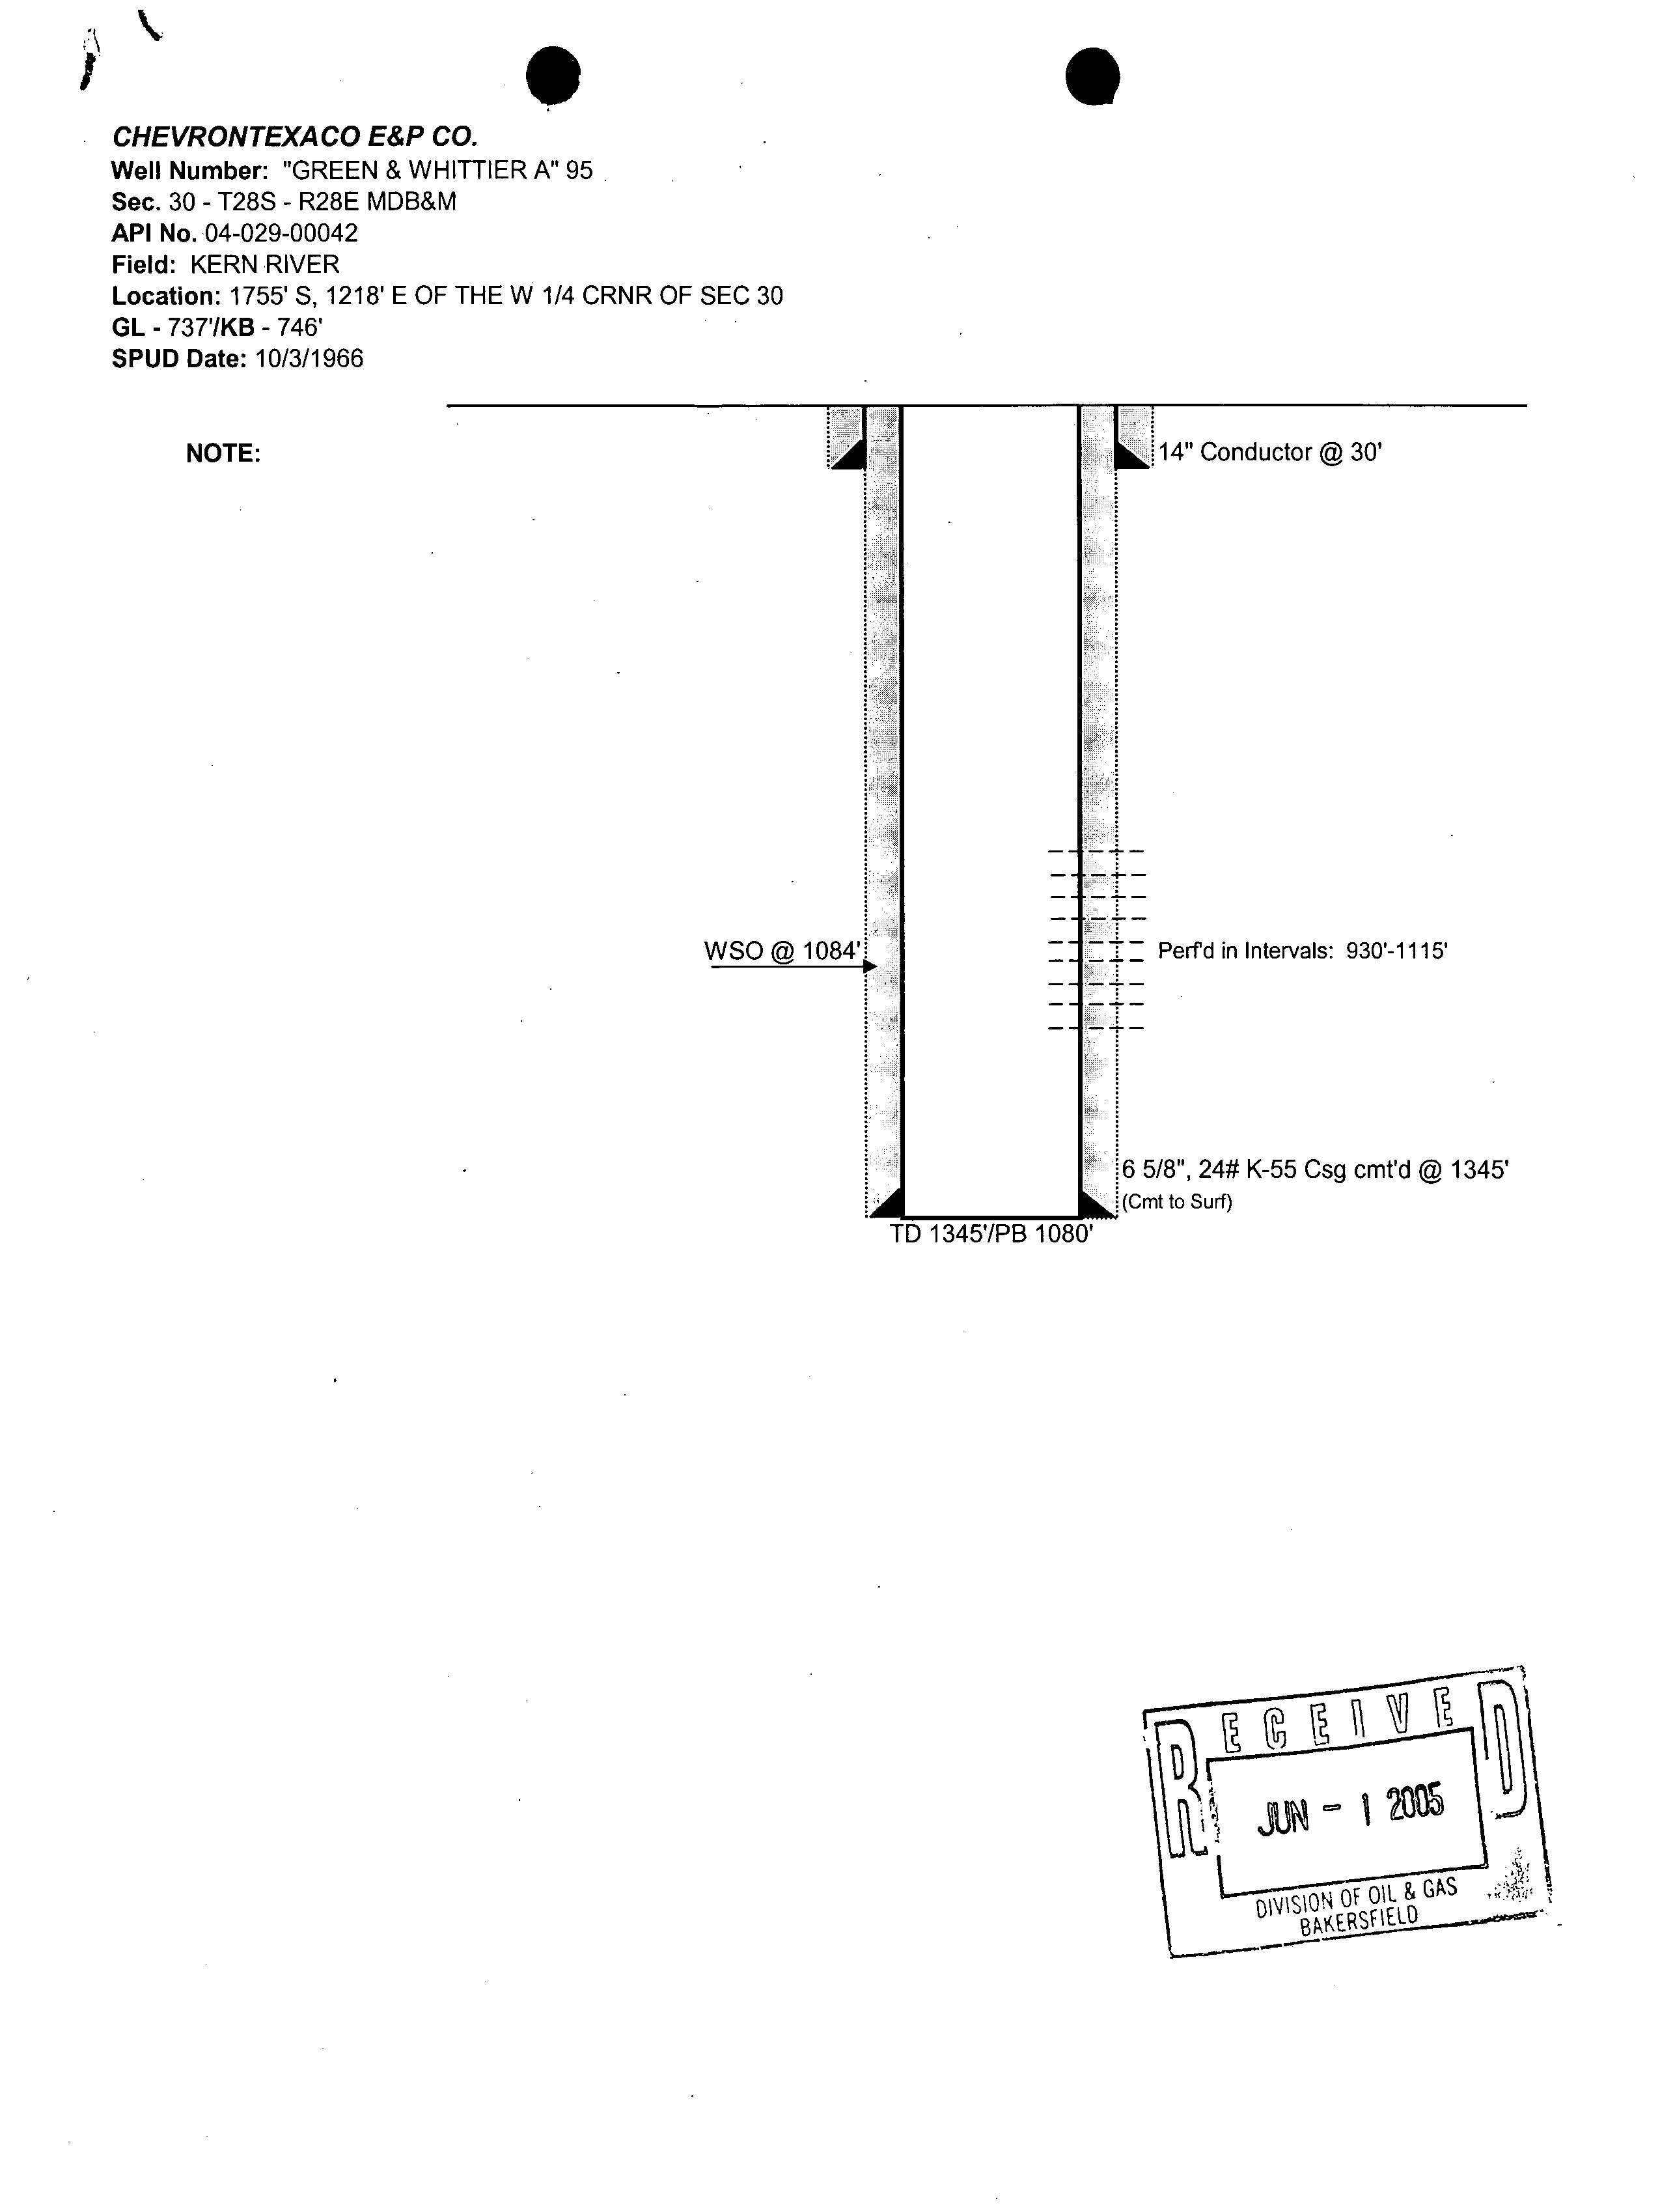 CHEVRONTEXACO E&P CO.
Well Number: "GREEN & WHITTIER A" 95
Sec. 30 - T28S - R28E MDB&M
API No. 04-029-00042
Field: KERN RIVER
Location: 1755' S, 1218' E OF THE W 1/4 CRNR OF SEC 30
GL - 737'/KB - 746'
SPUD Date: 10/3/1966
NOTE:
14" Conductor @ 30'
WSO @ 1084'
Perf'd in Intervals: 930'-1115'
6 5/8", 24# K-55 Csg cmt'd @ 1345'
(Cmt to Surf)
TD 1345'/PB 1080'
RECEIVED
JUN - 1 2005
DIVISION OF OIL & GAS
BAKERSFIELD